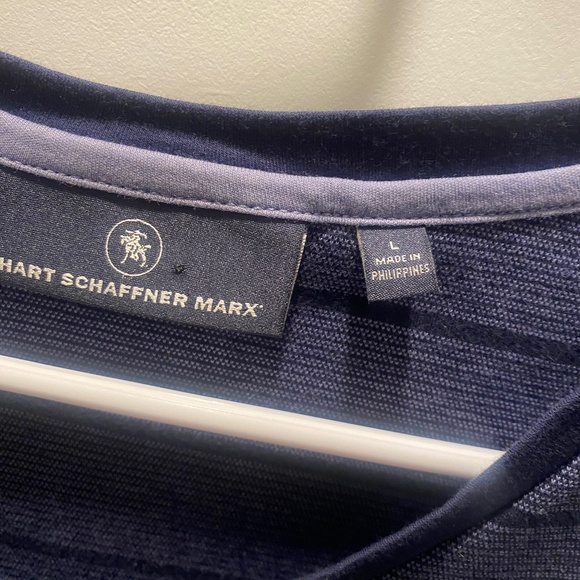 HART SCHAFFNER MARX
L
MADE IN
PHILIPPINES